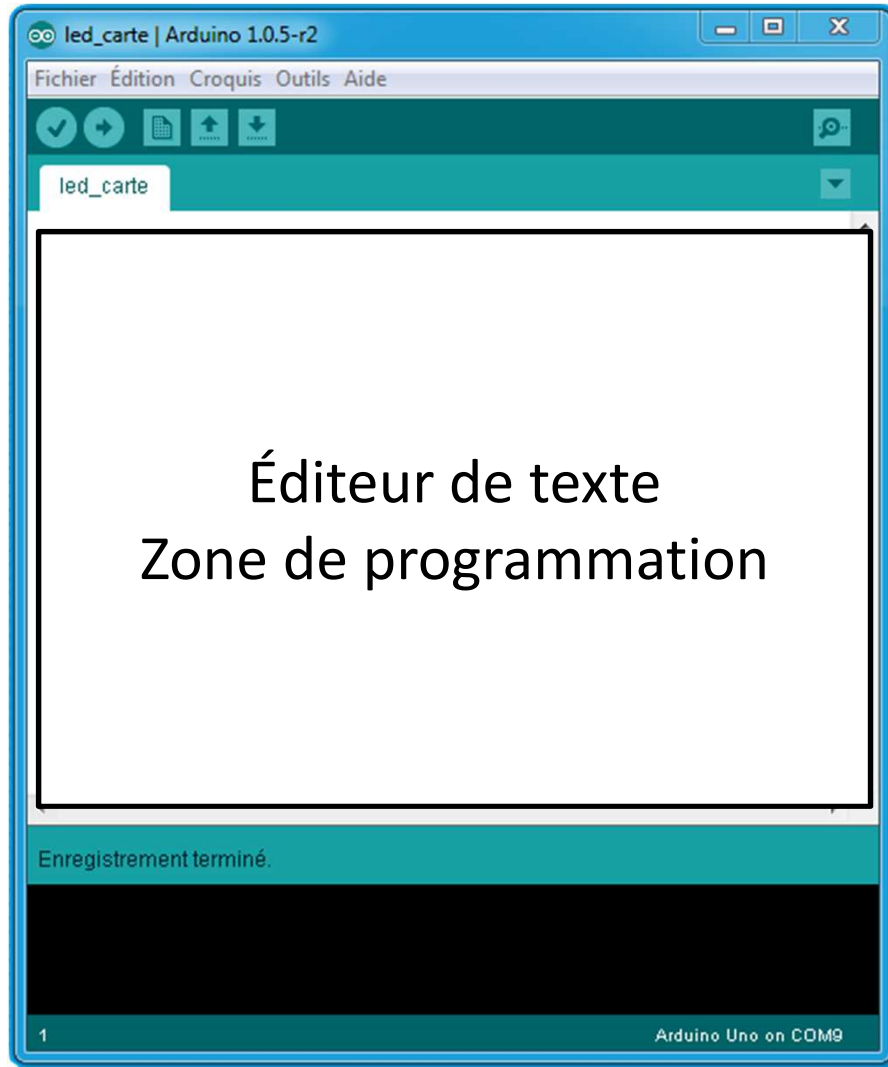 led_carte | Arduino 1.0.5-r2
Fichier Édition Croquis Outils Aide
led_carte
Éditeur de texte
Zone de programmation
Enregistrement terminé.
1 Arduino Uno on COM9